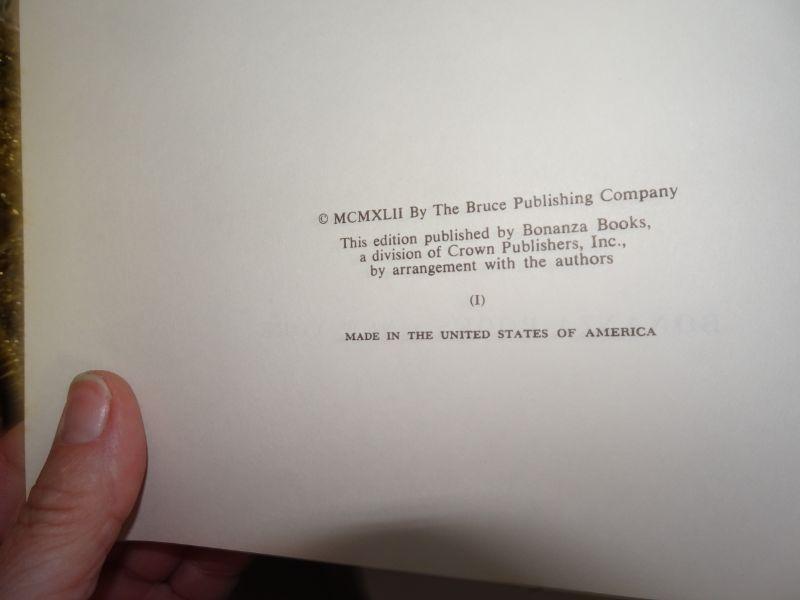 © MCMXLII By The Bruce Publishing Company
This edition published by Bonanza Books,
a division of Crown Publishers, Inc.,
by arrangement with the authors
(I)
MADE IN THE UNITED STATES OF AMERICA